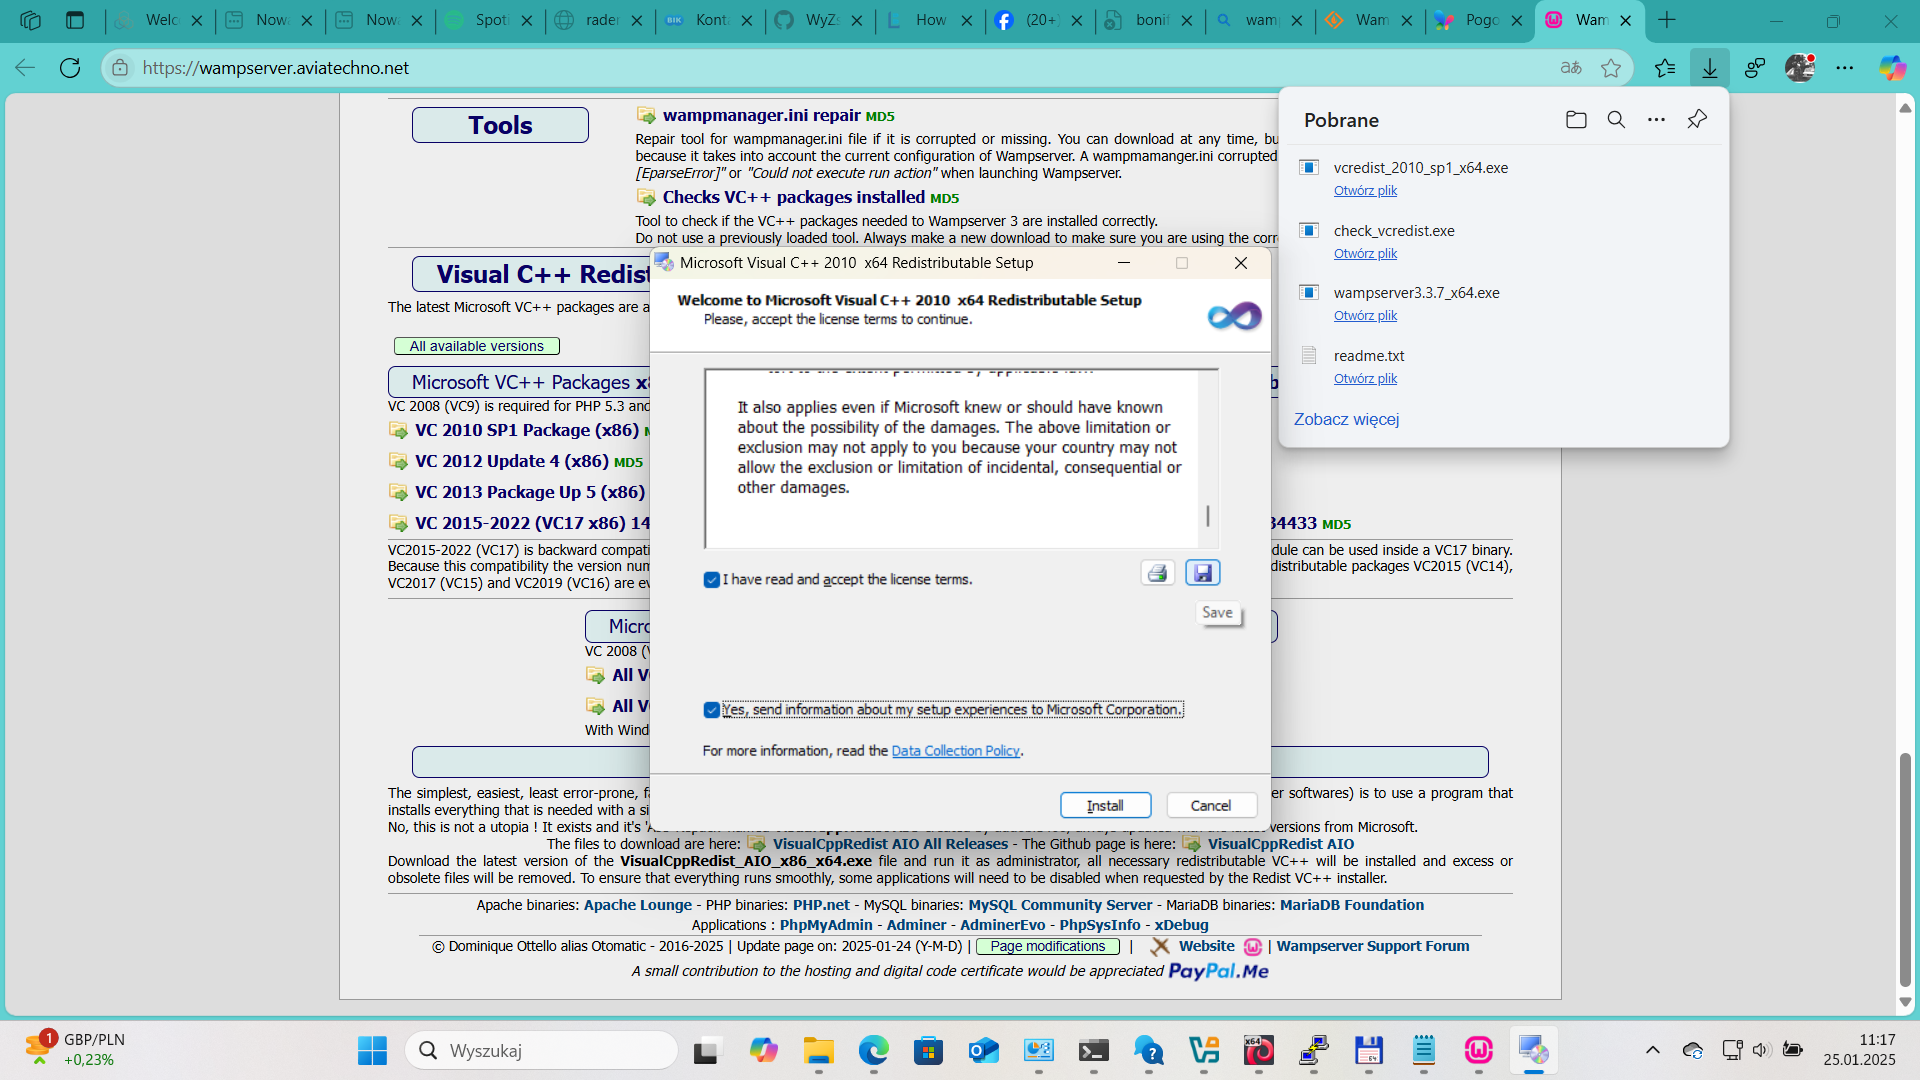 Welc
Nowa
Nowa
Spoti
rader
Konta
WyZs
How
(20+)
bonif
wamp
Wam
Pogo
Wam
https://wampserver.aviatechno.net
Tools
wampmanager.ini repair MD5
Repair tool for wampmanager.ini file if it is corrupted or missing. You can download at any time, bu
because it takes into account the current configuration of Wampserver. A wampmamanger.ini corrupted
[EparseError]" or "Could not execute run action" when launching Wampserver.
Checks VC++ packages installed MD5
Tool to check if the VC++ packages needed to Wampserver 3 are installed correctly.
Do not use a previously loaded tool. Always make a new download to make sure you are using the corr
Pobrane
vcredist_2010_sp1_x64.exe
Otwórz plik
check_vcredist.exe
Otwórz plik
wampserver3.3.7_x64.exe
Otwórz plik
readme.txt
Otwórz plik
Zobacz więcej
Visual C++ Redist
The latest Microsoft VC++ packages are a
All available versions
Microsoft VC++ Packages x8
VC 2008 (VC9) is required for PHP 5.3 and
VC 2010 SP1 Package (x86)
VC 2012 Update 4 (x86) MD5
VC 2013 Package Up 5 (x86)
VC 2015-2022 (VC17 x86) 14
34433 MD5
VC2015-2022 (VC17) is backward compati
dule can be used inside a VC17 binary.
Because this compatibility the version num
distributable packages VC2015 (VC14),
VC2017 (VC15) and VC2019 (VC16) are ev
Micro
VC 2008 (V
All V
All V
With Wind
Microsoft Visual C++ 2010 x64 Redistributable Setup
Welcome to Microsoft Visual C++ 2010 x64 Redistributable Setup
Please, accept the license terms to continue.
It also applies even if Microsoft knew or should have known
about the possibility of the damages. The above limitation or
exclusion may not apply to you because your country may not
allow the exclusion or limitation of incidental, consequential or
other damages.
I have read and accept the license terms.
Save
Yes, send information about my setup experiences to Microsoft Corporation.
For more information, read the Data Collection Policy.
Install
Cancel
The simplest, easiest, least error-prone, fa
er softwares) is to use a program that
installs everything that is needed with a si
No, this is not a utopia ! It exists and it's
versions from Microsoft.
The files to download are here: VisualCppRedist AIO All Releases - The Github page is here: VisualCppRedist AIO
Download the latest version of the VisualCppRedist_AIO_x86_x64.exe file and run it as administrator, all necessary redistributable VC++ will be installed and excess or
obsolete files will be removed. To ensure that everything runs smoothly, some applications will need to be disabled when requested by the Redist VC++ installer.
Apache binaries: Apache Lounge - PHP binaries: PHP.net - MySQL binaries: MySQL Community Server - MariaDB binaries: MariaDB Foundation
Applications : PhpMyAdmin - Adminer - AdminerEvo - PhpSysInfo - xDebug
© Dominique Ottello alias Otomatic - 2016-2025 | Update page on: 2025-01-24 (Y-M-D) | Page modifications | Website | Wampserver Support Forum
A small contribution to the hosting and digital code certificate would be appreciated PayPal.Me
1
GBP/PLN
+0,23%
Wyszukaj
11:17
25.01.2025